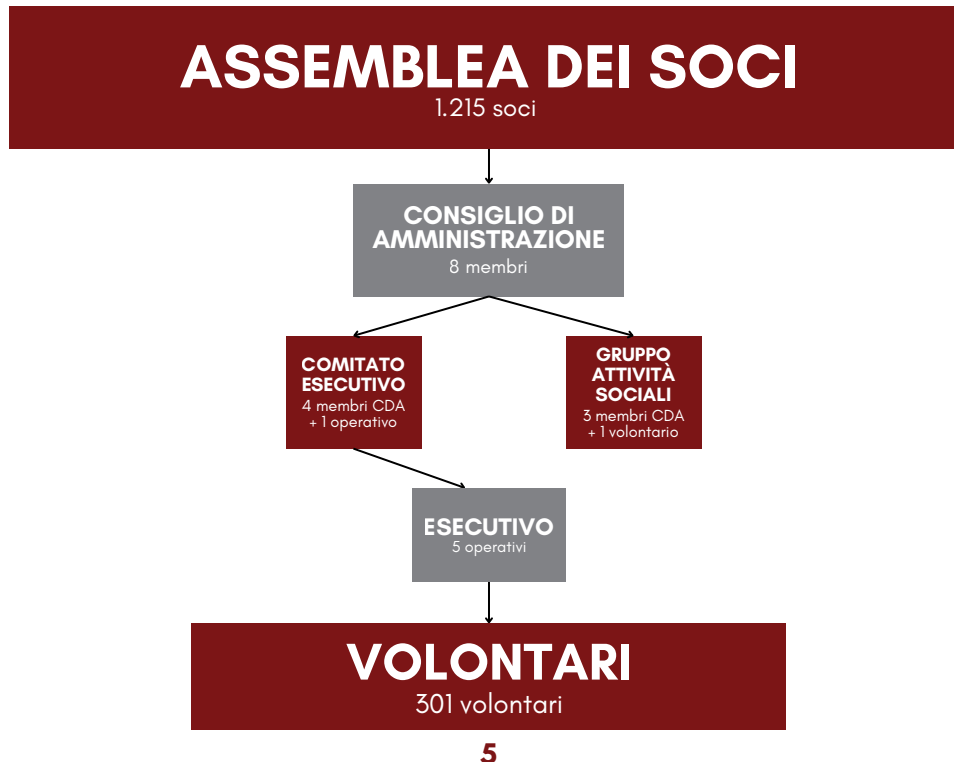 ASSEMBLEA DEI SOCI
1.215 soci
CONSIGLIO DI
AMMINISTRAZIONE
8 membri
COMITATO
ESECUTIVO
4 membri CDA
+ 1 operativo
GRUPPO
ATTIVITÀ
SOCIALI
3 membri CDA
+ 1 volontario
ESECUTIVO
5 operativi
VOLONTARI
301 volontari
5